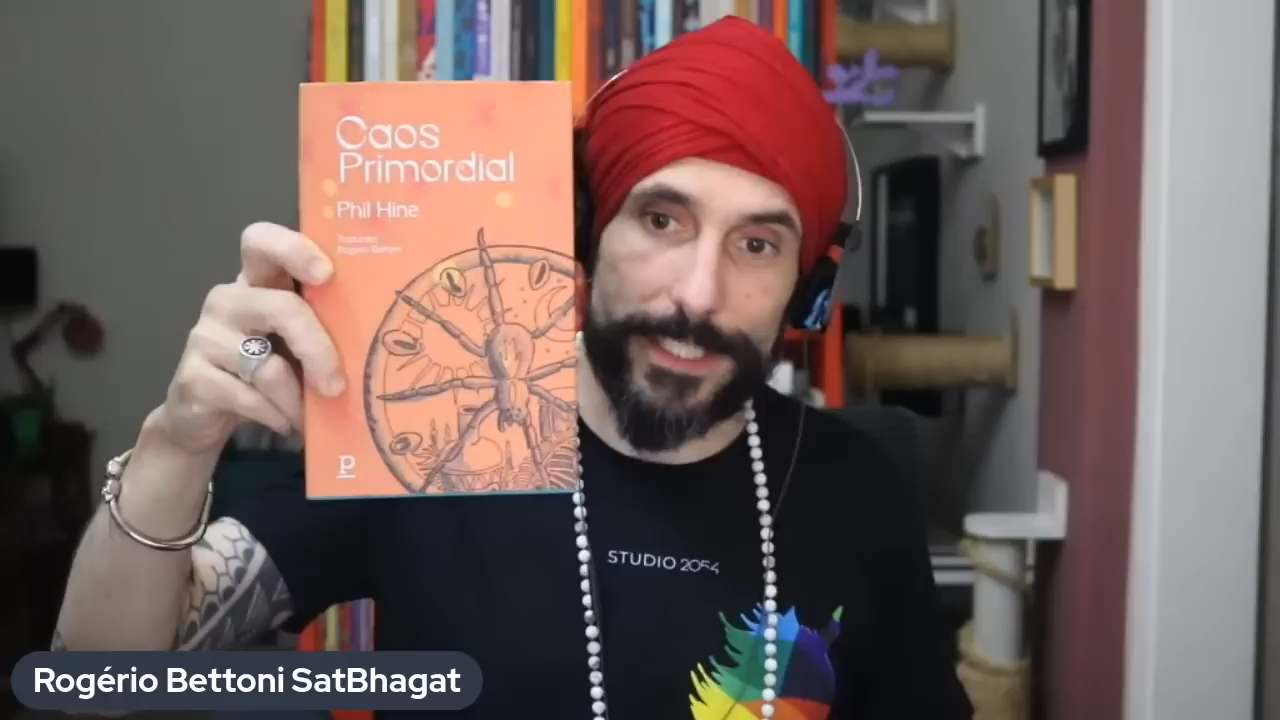 Caos
Primordial
Phil Hine
Tradução
Rogério Bettoni
P
STUDIO 2054
Rogério Bettoni SatBhagat